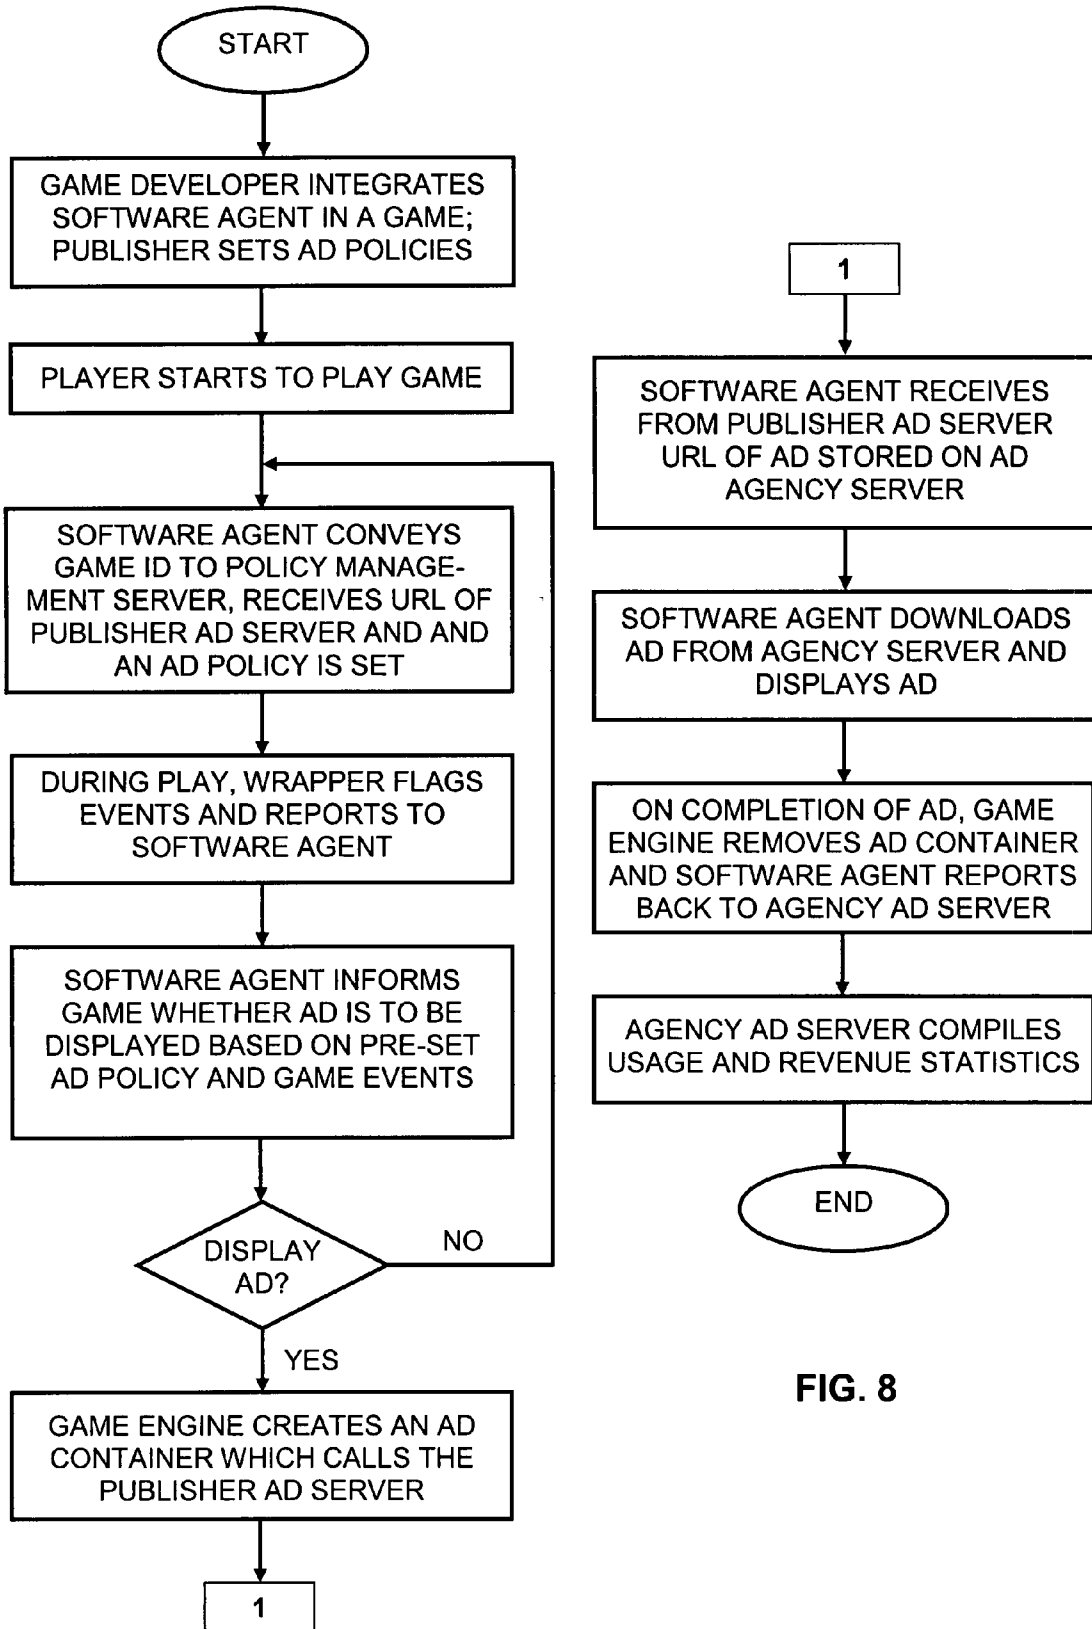 START
GAME DEVELOPER INTEGRATES
SOFTWARE AGENT IN A GAME;
PUBLISHER SETS AD POLICIES
PLAYER STARTS TO PLAY GAME
SOFTWARE AGENT CONVEYS
GAME ID TO POLICY MANAGE-
MENT SERVER, RECEIVES URL OF
PUBLISHER AD SERVER AND AND
AN AD POLICY IS SET
DURING PLAY, WRAPPER FLAGS
EVENTS AND REPORTS TO
SOFTWARE AGENT
SOFTWARE AGENT INFORMS
GAME WHETHER AD IS TO BE
DISPLAYED BASED ON PRE-SET
AD POLICY AND GAME EVENTS
DISPLAY
AD?
NO
YES
GAME ENGINE CREATES AN AD
CONTAINER WHICH CALLS THE
PUBLISHER AD SERVER
1
1
SOFTWARE AGENT RECEIVES
FROM PUBLISHER AD SERVER
URL OF AD STORED ON AD
AGENCY SERVER
SOFTWARE AGENT DOWNLOADS
AD FROM AGENCY SERVER AND
DISPLAYS AD
ON COMPLETION OF AD, GAME
ENGINE REMOVES AD CONTAINER
AND SOFTWARE AGENT REPORTS
BACK TO AGENCY AD SERVER
AGENCY AD SERVER COMPILES
USAGE AND REVENUE STATISTICS
END
FIG. 8